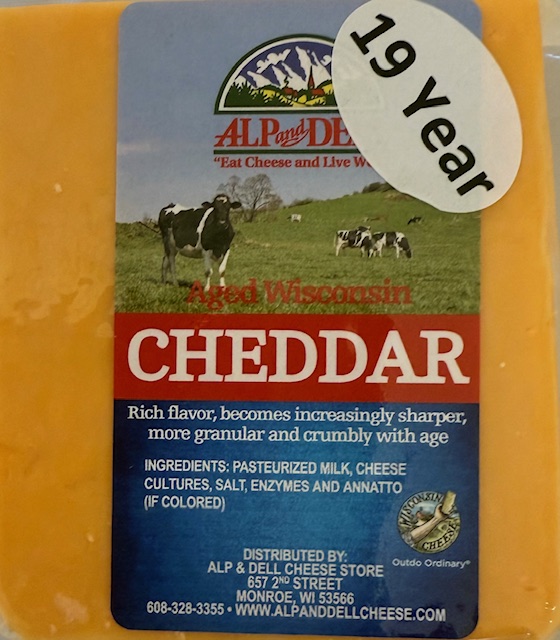 19 Year
ALP and DE
"Eat Cheese and Live W
Aged Wisconsin
CHEDDAR
Rich flavor, becomes increasingly sharper,
more granular and crumbly with age
INGREDIENTS: PASTEURIZED MILK, CHEESE
CULTURES, SALT, ENZYMES AND ANNATTO
(IF COLORED)
WISCONSIN
CHEESE
Outdo Ordinary®
DISTRIBUTED BY:
ALP & DELL CHEESE STORE
657 2ND STREET
MONROE, WI 53566
608-328-3355 • WWW.ALPANDDELLCHEESE.COM